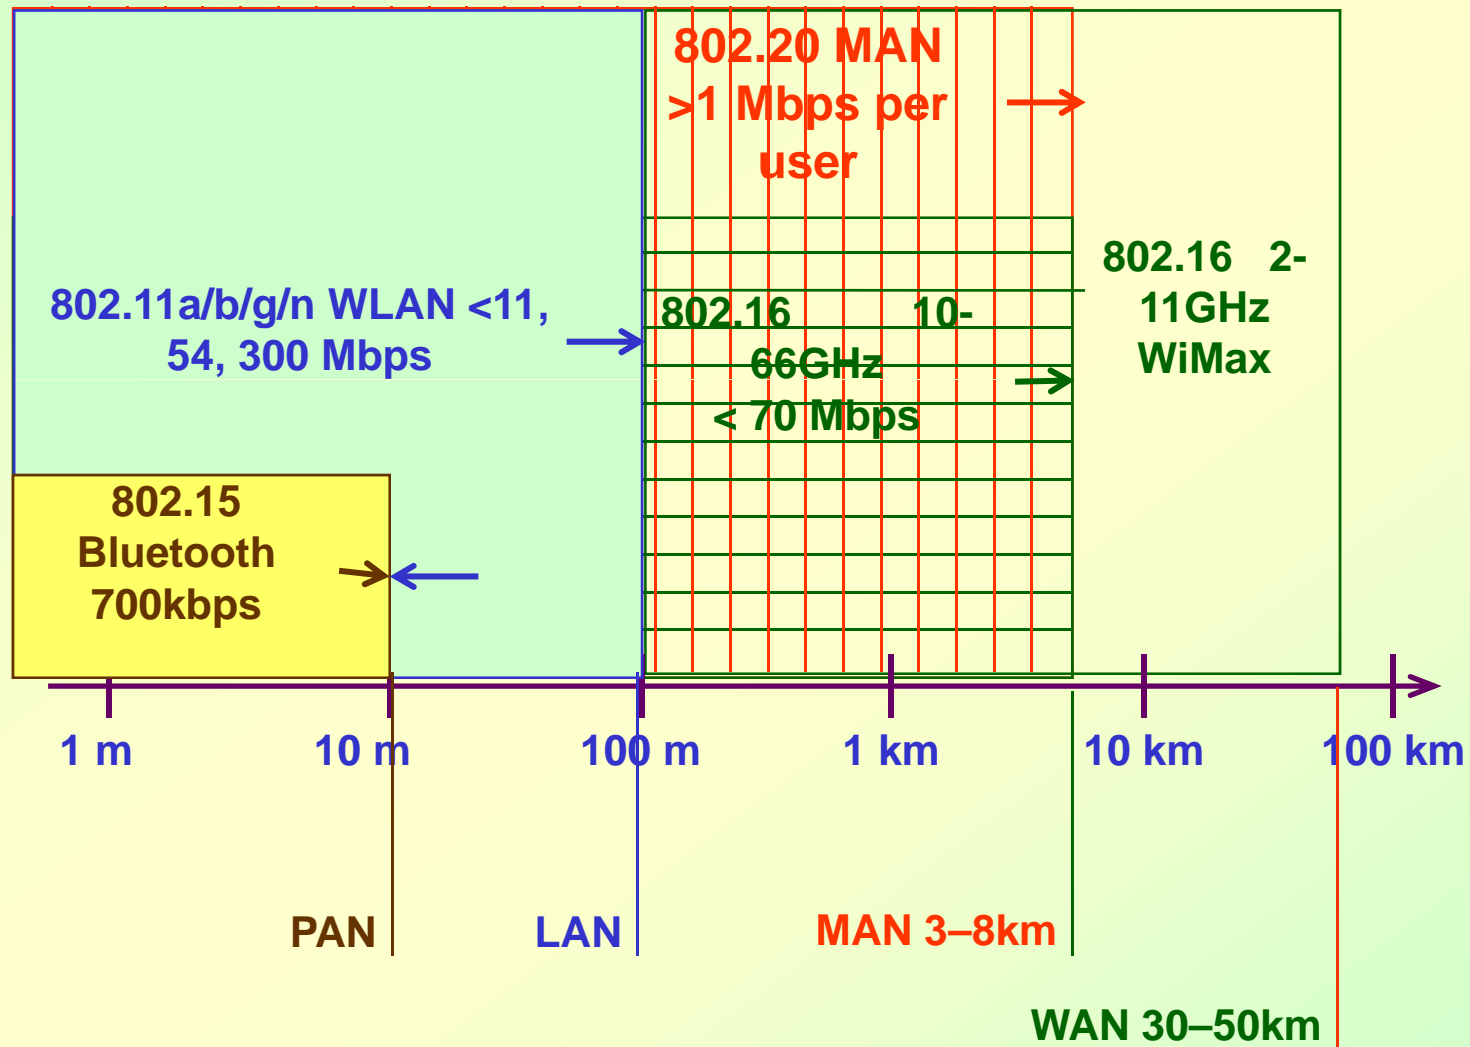 802.20 MAN
>1 Mbps per
user
802.16 2-
11GHz
WiMax
802.11a/b/g/n WLAN <11,
54, 300 Mbps
802.16 10-
66GHz
< 70 Mbps
802.15
Bluetooth
700kbps
1 m 10 m 100 m 1 km 10 km 100 km
PAN LAN MAN 3–8km
WAN 30–50km